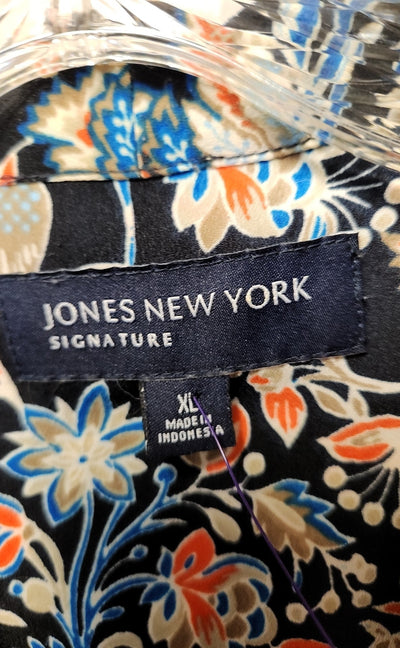 JONES NEW YORK
SIGNATURE
XL
MADE IN
INDONESIA